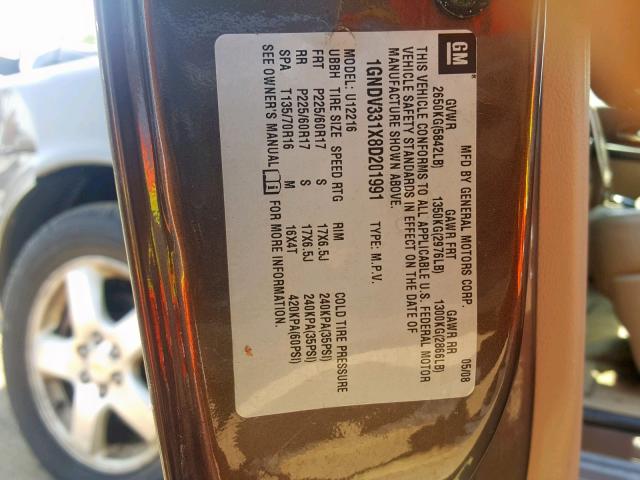 GM
MFD BY GENERAL MOTORS CORP. 05/08
GVWR GAWR FRT GAWR RR
2650KG(5842LB) 1350KG(2976LB) 1300KG(2866LB)
THIS VEHICLE CONFORMS TO ALL APPLICABLE U.S. FEDERAL MOTOR
VEHICLE SAFETY STANDARDS IN EFFECT ON THE DATE OF
MANUFACTURE SHOWN ABOVE.
1GNDV331X8D201991 TYPE: M.P.V.
MODEL: U12216
UBBH TIRE SIZE SPEED RTG RIM COLD TIRE PRESSURE
FRT P225/60R17 S 17X6.5J 240KPA(35PSI)
RR P225/60R17 S 17X6.5J 240KPA(35PSI)
SPA T135/70R16 M 16X4T 420KPA(60PSI)
SEE OWNER'S MANUAL FOR MORE INFORMATION.